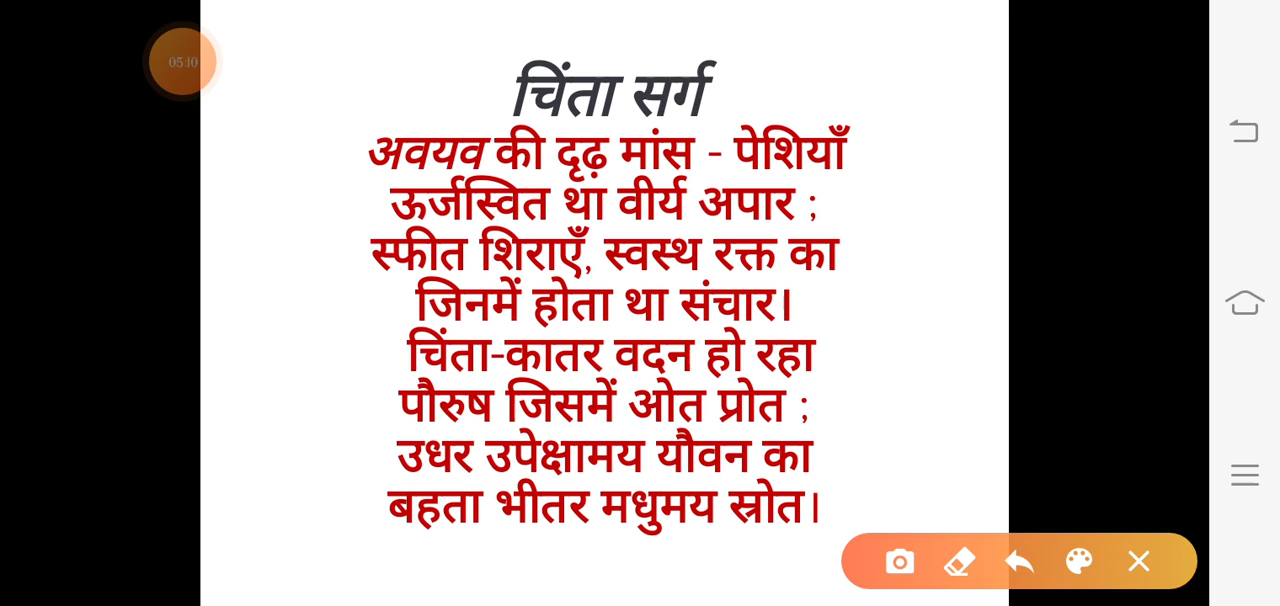 05:10
चिंता सर्ग
अवयव की दृढ़ मांस - पेशियाँ
ऊर्जस्वित था वीर्य अपार ;
स्फीत शिराएँ, स्वस्थ रक्त का
जिनमें होता था संचार।
चिंता-कातर वदन हो रहा
पौरुष जिसमें ओत प्रोत ;
उधर उपेक्षामय यौवन का
बहता भीतर मधुमय स्रोत।